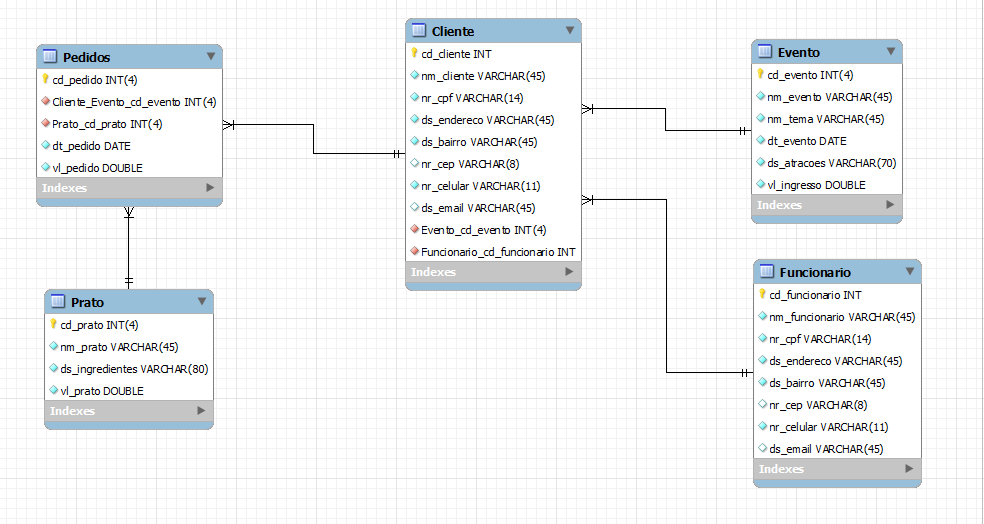 Pedidos
cd_pedido INT(4)
Cliente_Evento_cd_evento INT(4)
Prato_cd_prato INT(4)
dt_pedido DATE
vl_pedido DOUBLE
Indexes
Prato
cd_prato INT(4)
nm_prato VARCHAR(45)
ds_ingredientes VARCHAR(80)
vl_prato DOUBLE
Indexes
Cliente
cd_cliente INT
nm_cliente VARCHAR(45)
nr_cpf VARCHAR(14)
ds_endereco VARCHAR(45)
ds_bairro VARCHAR(45)
nr_cep VARCHAR(8)
nr_celular VARCHAR(11)
ds_email VARCHAR(45)
Evento_cd_evento INT(4)
Funcionario_cd_funcionario INT
Indexes
Evento
cd_evento INT(4)
nm_evento VARCHAR(45)
nm_tema VARCHAR(45)
dt_evento DATE
ds_atracoes VARCHAR(70)
vl_ingresso DOUBLE
Indexes
Funcionario
cd_funcionario INT
nm_funcionario VARCHAR(45)
nr_cpf VARCHAR(14)
ds_endereco VARCHAR(45)
ds_bairro VARCHAR(45)
nr_cep VARCHAR(8)
nr_celular VARCHAR(11)
ds_email VARCHAR(45)
Indexes